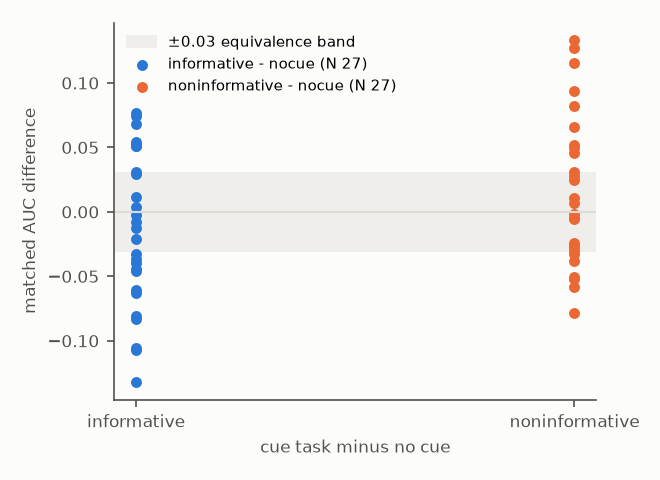 ±0.03 equivalence band
informative - nocue (N 27)
noninformative - nocue (N 27)
0.10
0.05
0.00
−0.05
−0.10
matched AUC difference
informative
noninformative
cue task minus no cue